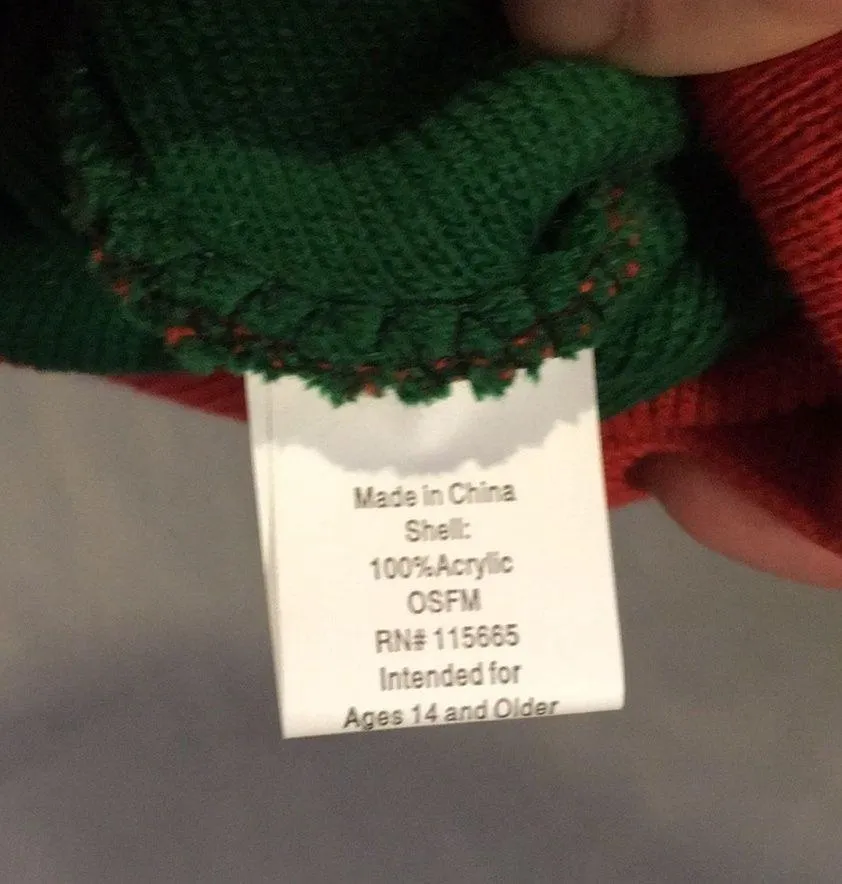 Made in China
Shell:
100%Acrylic
OSFM
RN# 115665
Intended for
Ages 14 and Older